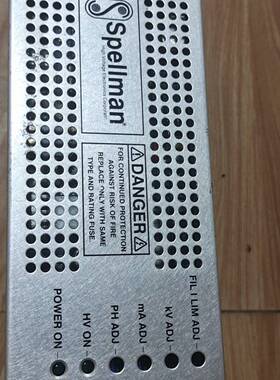 Spellman®
High Voltage Electronics Corporation
DANGER
FOR CONTINUED PROTECTION
AGAINST RISK OF FIRE
REPLACE ONLY WITH SAME
TYPE AND RATING FUSE.
FIL I LIM ADJ
kV ADJ
mA ADJ
PH ADJ
HV ON
POWER ON